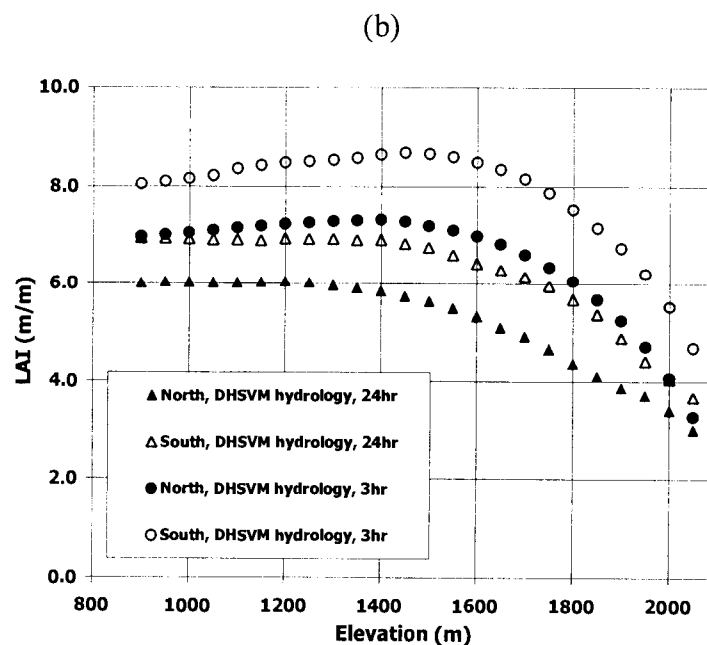 (b)
10.0
8.0
6.0
4.0
2.0
0.0
LAI (m/m)
▲ North, DHSVM hydrology, 24hr
△ South, DHSVM hydrology, 24hr
● North, DHSVM hydrology, 3hr
○ South, DHSVM hydrology, 3hr
800 1000 1200 1400 1600 1800 2000
Elevation (m)